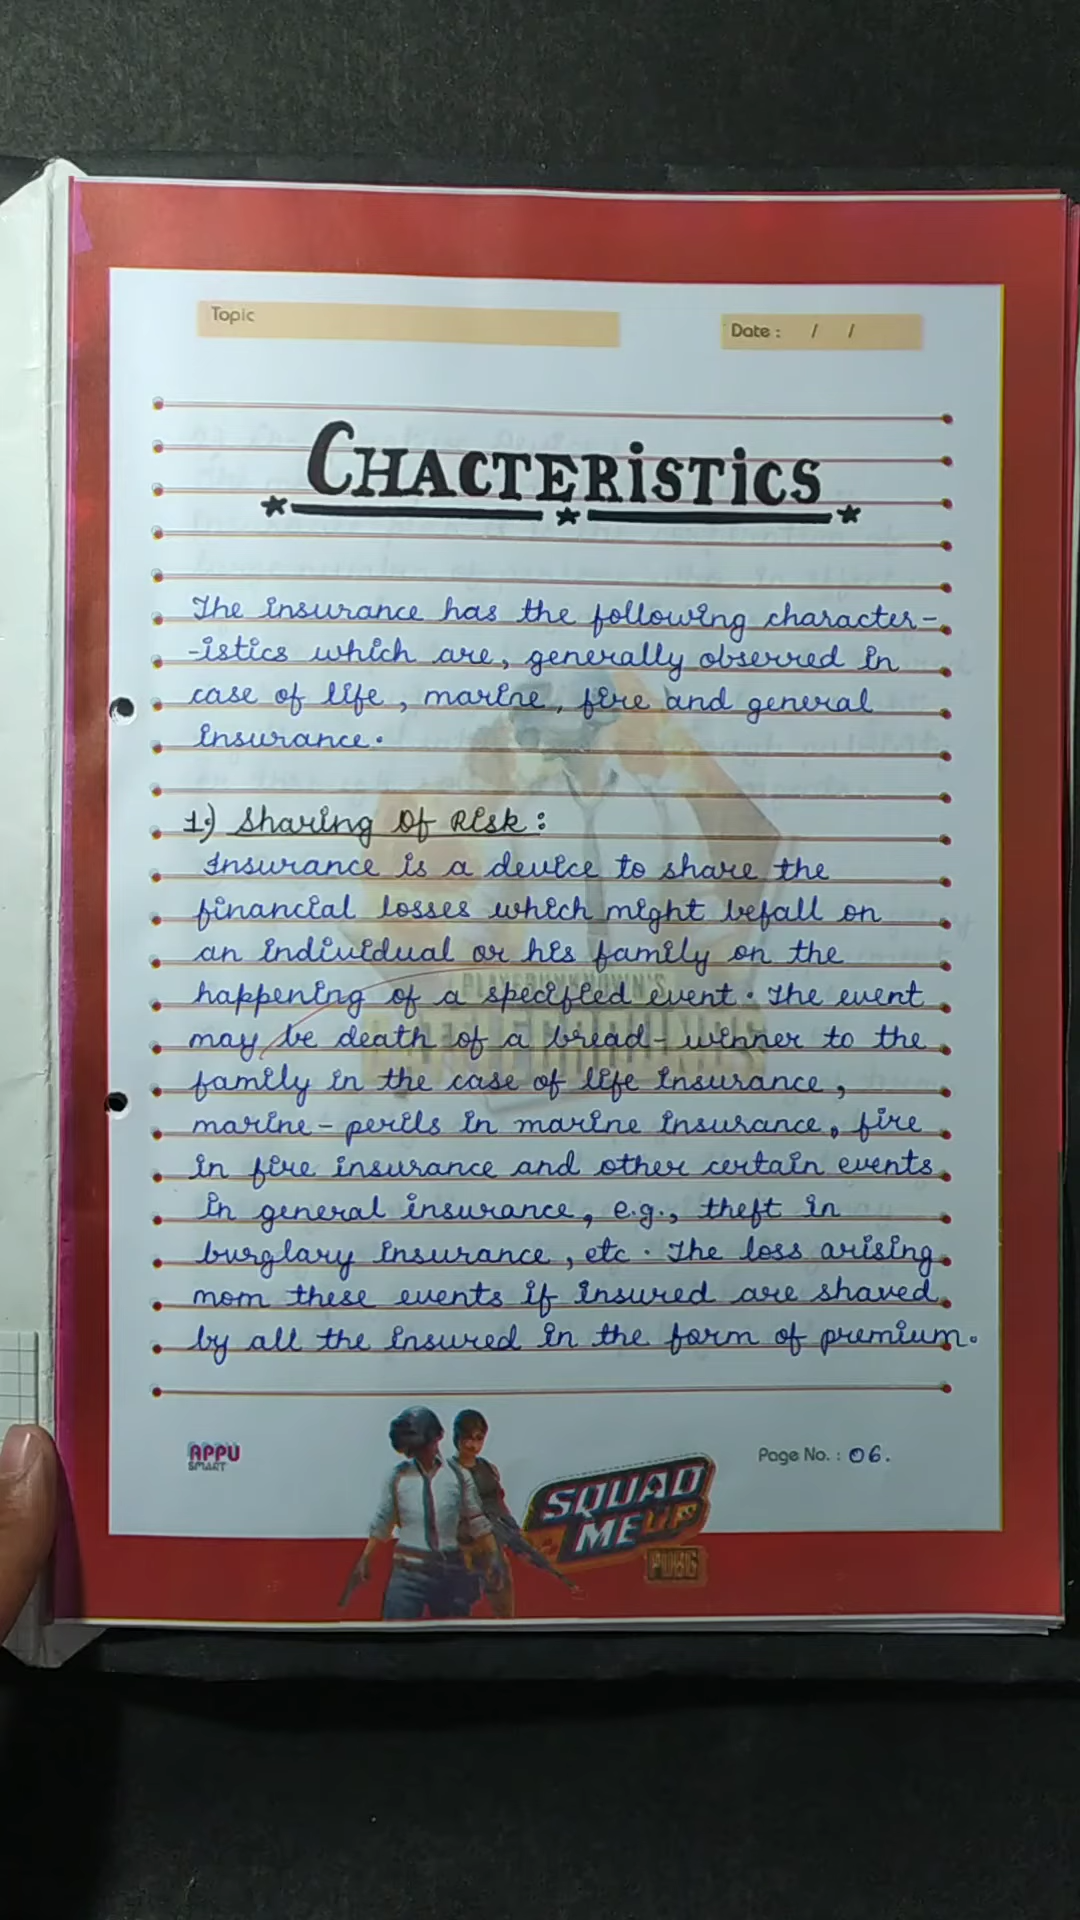 Topic
Date : / /
CHACTERiSTiCS
The insurance has the following character-
-istics which are, generally observed in
case of life, marine, fire and general
insurance.
1.) Sharing Of Risk :
Insurance is a device to share the
financial losses which might befall on
an individual or his family on the
happening of a specified event. The event
may be death of a bread-winner to the
family in the case of life insurance,
marine-perils in marine insurance, fire
in fire insurance and other certain events
in general insurance, e.g., theft in
burglary insurance, etc. The loss arising
mom these events if insured are shaved
by all the insured in the form of premium.
PLAYERUNKNOWN'S
BATTLEGROUNDS
APPU
SMART
SQUAD
ME UP
PUBG
Page No. : 06.